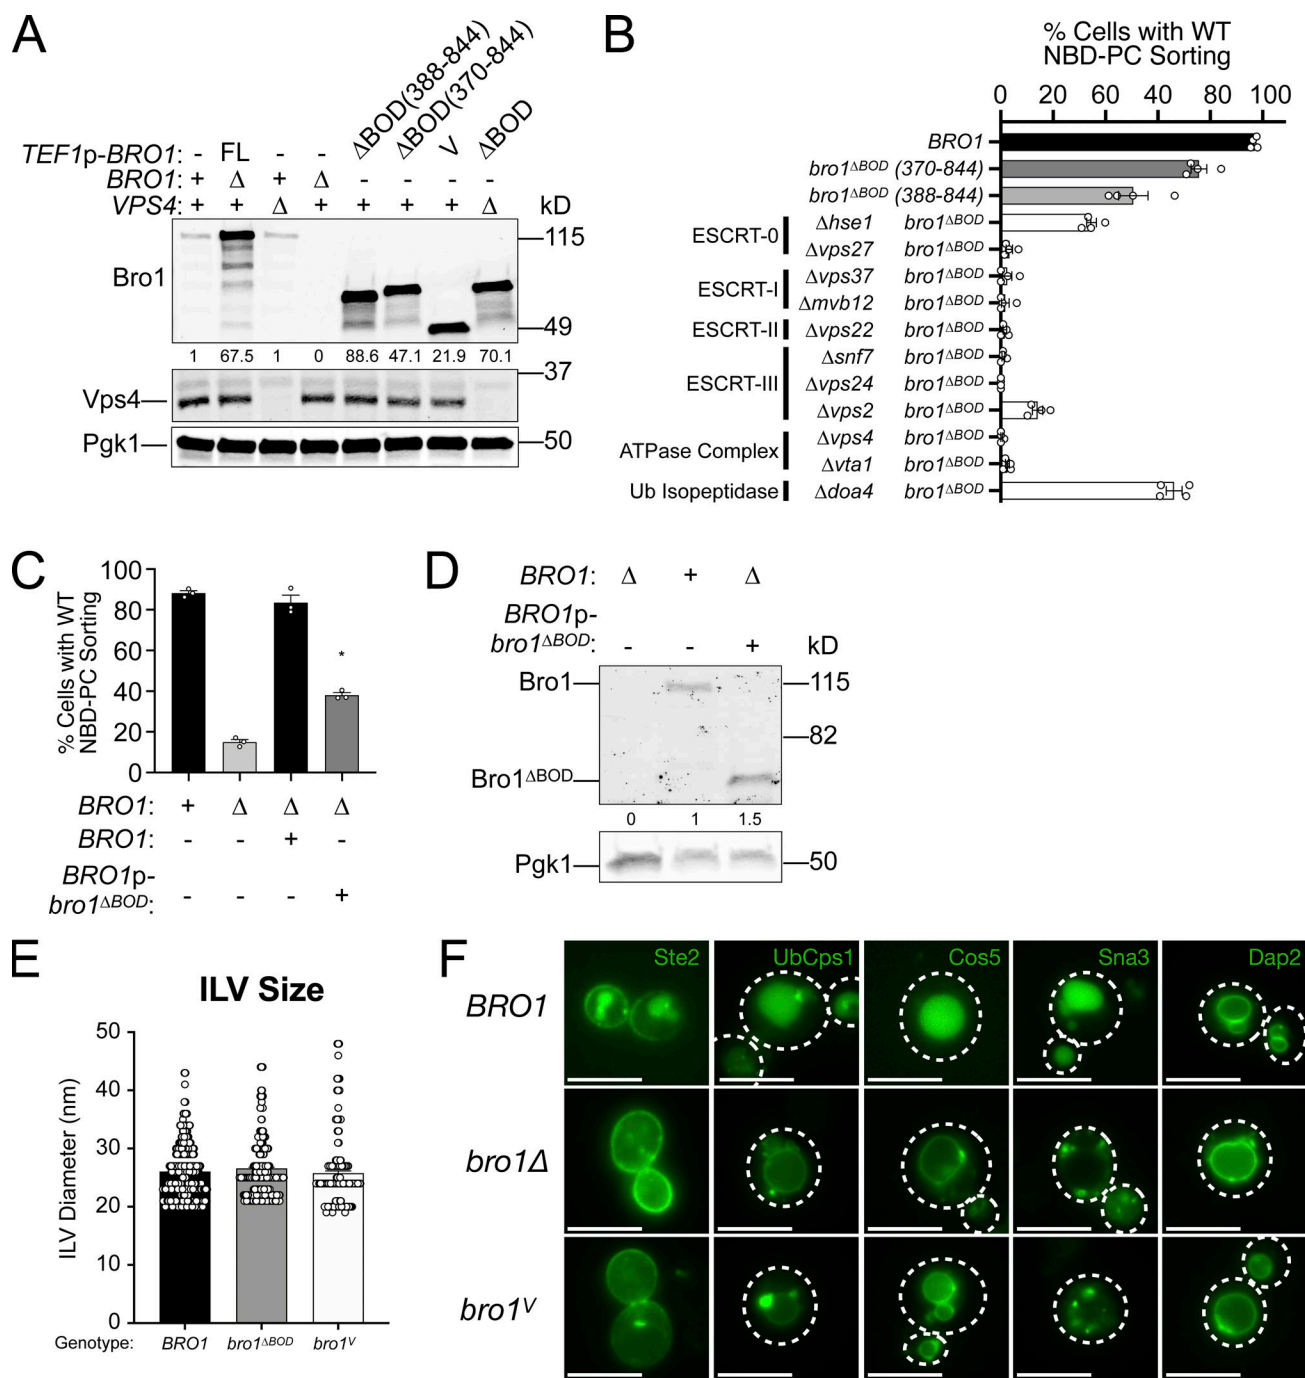 A
ΔBOD(388-844)
ΔBOD(370-844)
V
ΔBOD
TEF1p-BRO1: - FL - -
BRO1: + Δ + Δ - - - -
VPS4: + + Δ + + + + Δ kD
Bro1
115
49
1 67.5 1 0 88.6 47.1 21.9 70.1
37
Vps4
Pgk1
50
B
% Cells with WT
NBD-PC Sorting
0 20 60 40 80 100
BRO1
bro1ΔBOD (370-844)
bro1ΔBOD (388-844)
ESCRT-0
Δhse1 bro1ΔBOD
Δvps27 bro1ΔBOD
ESCRT-I
Δvps37 bro1ΔBOD
Δmvb12 bro1ΔBOD
ESCRT-II
Δvps22 bro1ΔBOD
ESCRT-III
Δsnf7 bro1ΔBOD
Δvps24 bro1ΔBOD
Δvps2 bro1ΔBOD
ATPase Complex
Δvps4 bro1ΔBOD
Δvta1 bro1ΔBOD
Ub Isopeptidase
Δdoa4 bro1ΔBOD
C
% Cells with WT
NBD-PC Sorting
100
80
60
40
20
0
*
BRO1: + Δ Δ Δ
BRO1: - - + -
BRO1p-
bro1ΔBOD: - - - +
D
BRO1: Δ + Δ
BRO1p-
bro1ΔBOD: - - + kD
Bro1
115
82
Bro1ΔBOD
0 1 1.5
Pgk1
50
E
ILV Size
ILV Diameter (nm)
50
40
30
20
10
0
Genotype: BRO1 bro1ΔBOD bro1V
F
Ste2 UbCps1 Cos5 Sna3 Dap2
BRO1
bro1Δ
bro1V